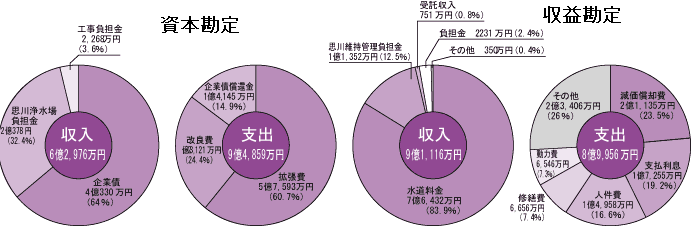 資本勘定
工事負担金
2,268万円
(3.6%)
思川浄水場
負担金
2億378円
(32.4%)
収入
6億2,976万円
企業債
4億330万円
(64%)
企業債償還金
1億4,145万円
(14.9%)
改良費
2億3,121万円
(24.4%)
支出
9億4,859万円
拡張費
5億7,593万円
(60.7%)
収益勘定
受託収入
751万円(0.8%)
負担金 2231万円(2.4%)
その他 350万円(0.4%)
思川維持管理負担金
1億1,352万円(12.5%)
収入
9億1,116万円
水道料金
7億6,432万円
(83.9%)
その他
2億3,406万円
(26%)
減価償却費
2億1,135万円
(23.5%)
動力費
6,546万円
(7.3%)
支出
8億9,956万円
支払利息
1億7,255万円
(19.2%)
修繕費
6,656万円
(7.4%)
人件費
1億4,958万円
(16.6%)